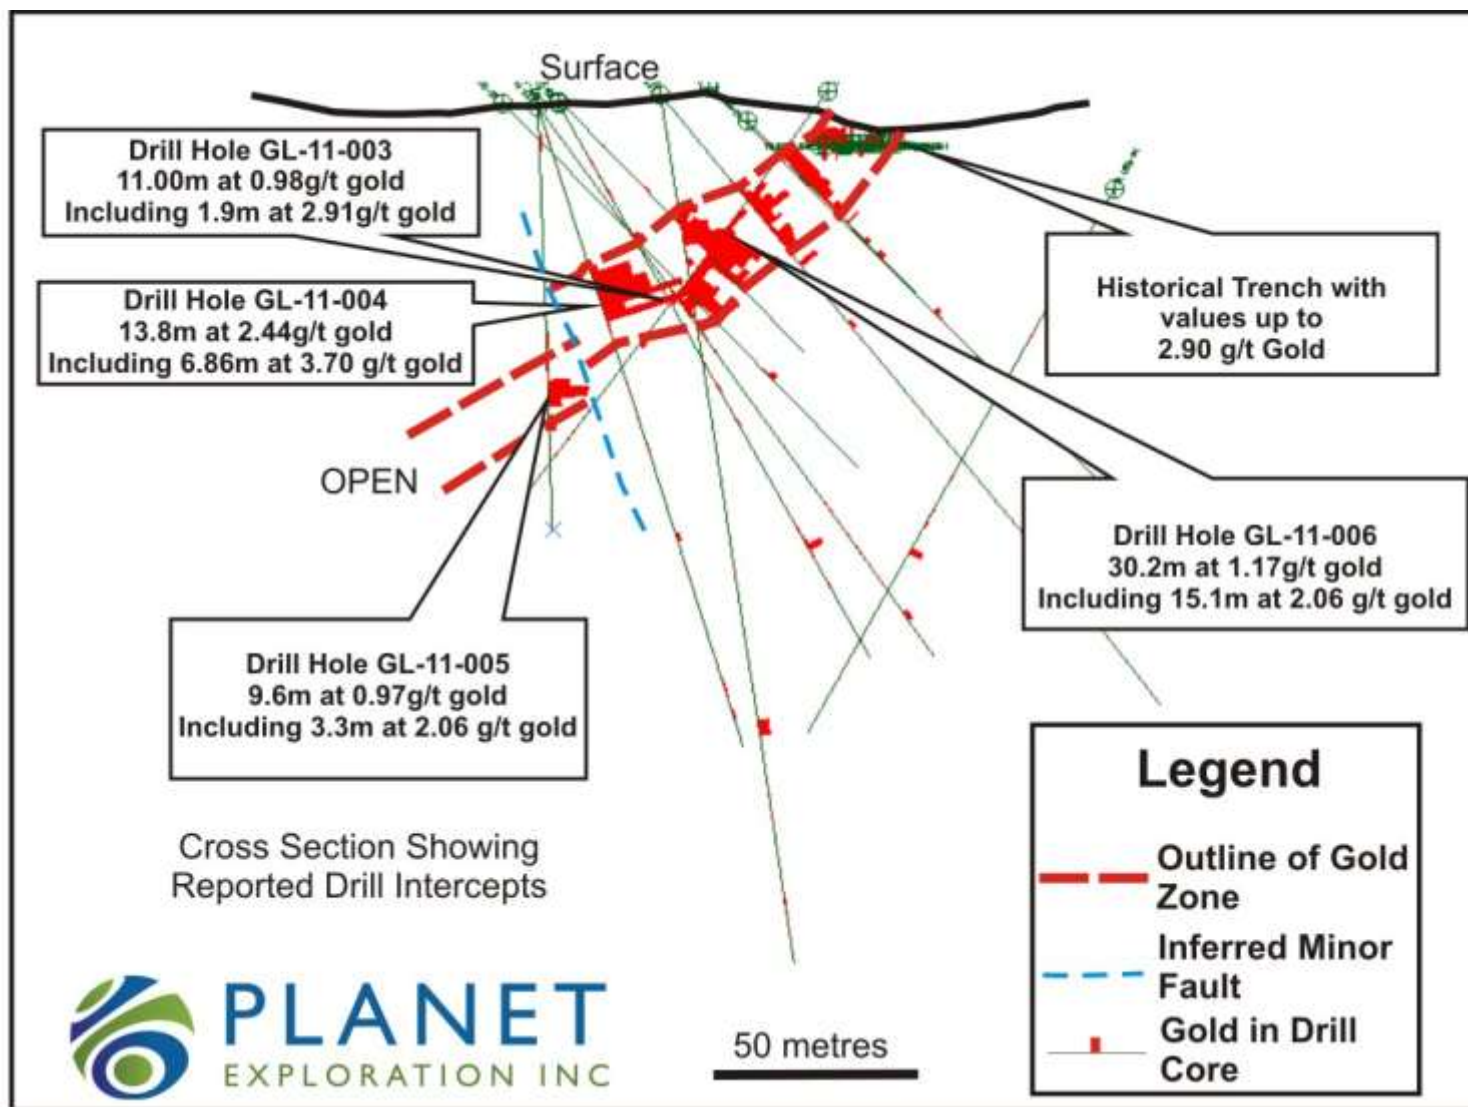 Surface
Drill Hole GL-11-003
11.00m at 0.98g/t gold
Including 1.9m at 2.91g/t gold
Drill Hole GL-11-004
13.8m at 2.44g/t gold
Including 6.86m at 3.70 g/t gold
Historical Trench with
values up to
2.90 g/t Gold
OPEN
Drill Hole GL-11-006
30.2m at 1.17g/t gold
Including 15.1m at 2.06 g/t gold
Drill Hole GL-11-005
9.6m at 0.97g/t gold
Including 3.3m at 2.06 g/t gold
Cross Section Showing
Reported Drill Intercepts
Legend
Outline of Gold
Zone
Inferred Minor
Fault
Gold in Drill
Core
PLANET
EXPLORATION INC
50 metres